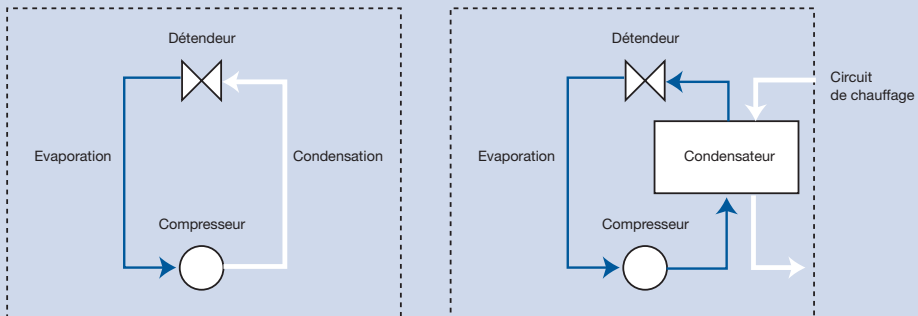 Détendeur
Evaporation
Condensation
Compresseur
Détendeur
Circuit
de chauffage
Evaporation
Condensateur
Compresseur